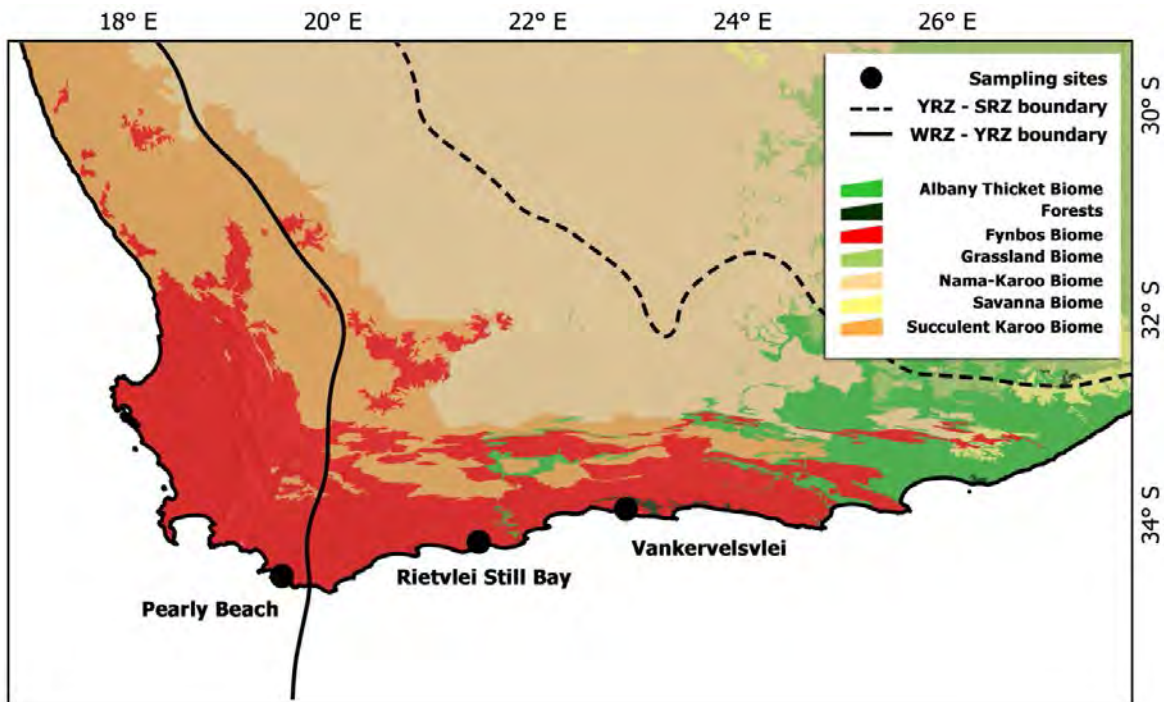 18° E 20° E 22° E 24° E 26° E
Sampling sites
YRZ - SRZ boundary
WRZ - YRZ boundary
Albany Thicket Biome
Forests
Fynbos Biome
Grassland Biome
Nama-Karoo Biome
Savanna Biome
Succulent Karoo Biome
30° S
32° S
34° S
Vankervelsvlei
Rietvlei Still Bay
Pearly Beach